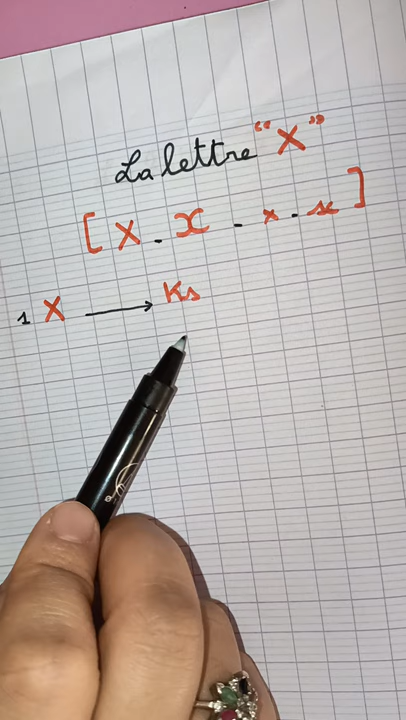 La lettre "X"
[ X - X - x - x ]
1 X → Ks